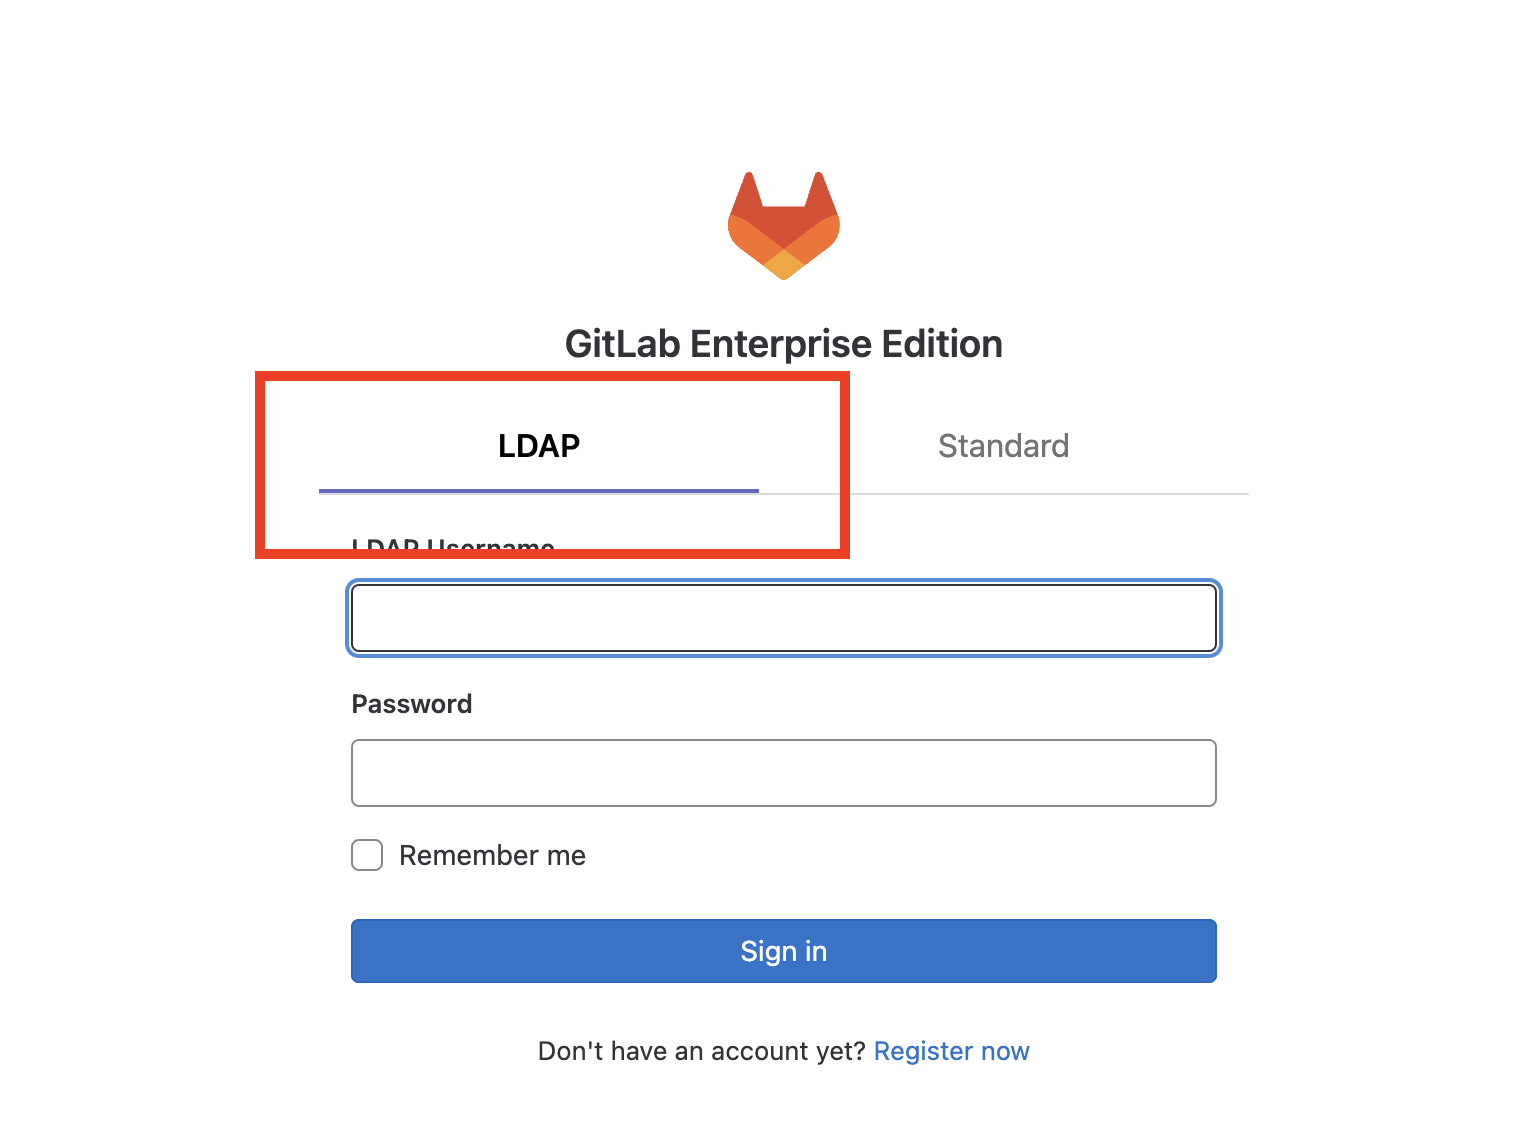 GitLab Enterprise Edition
LDAP Standard
LDAP Username
Password
Remember me
Sign in
Don't have an account yet? Register now